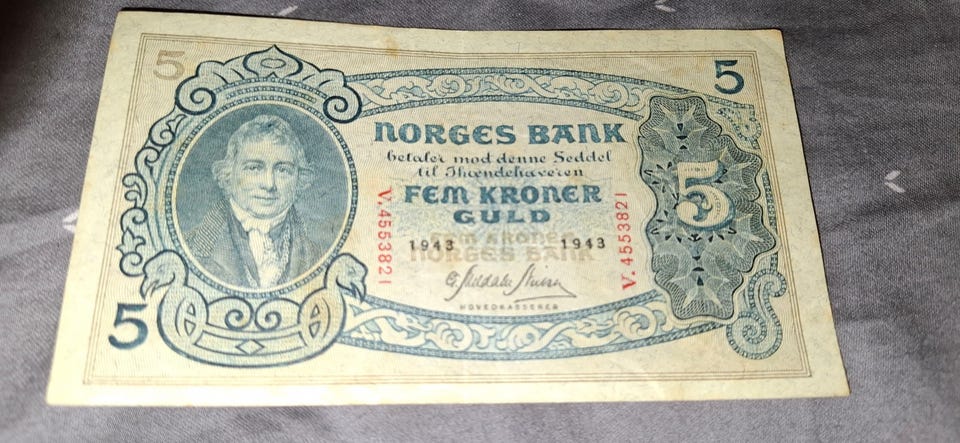 5
5
NORGES BANK
betaler mod denne Seddel
til Ihændehaveren
FEM KRONER
GULD
5
V.4553821
V.4553821
1943
1943
FEM KRONER
NORGES BANK
HOVEDKASSERER
5